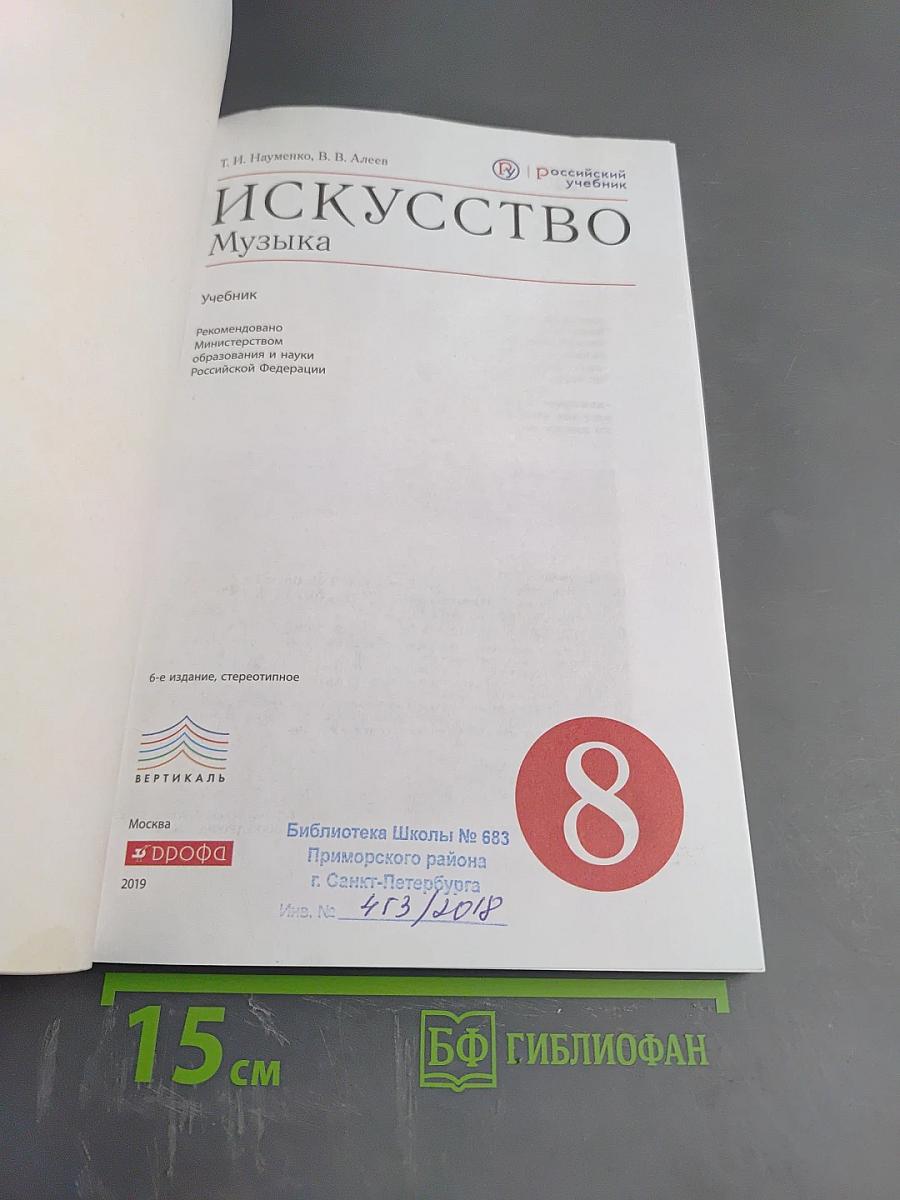 Т. И. Науменко, В. В. Алеев
российский
учебник
ИСКУССТВО
Музыка
Учебник
Рекомендовано
Министерством
образования и науки
Российской Федерации
6-е издание, стереотипное
ВЕРТИКАЛЬ
8
Москва
дрофа
2019
Библиотека Школы № 683
Приморского района
г. Санкт-Петербурга
Инв. № 453/2018
15 см
БФ ГИБЛИОФАН